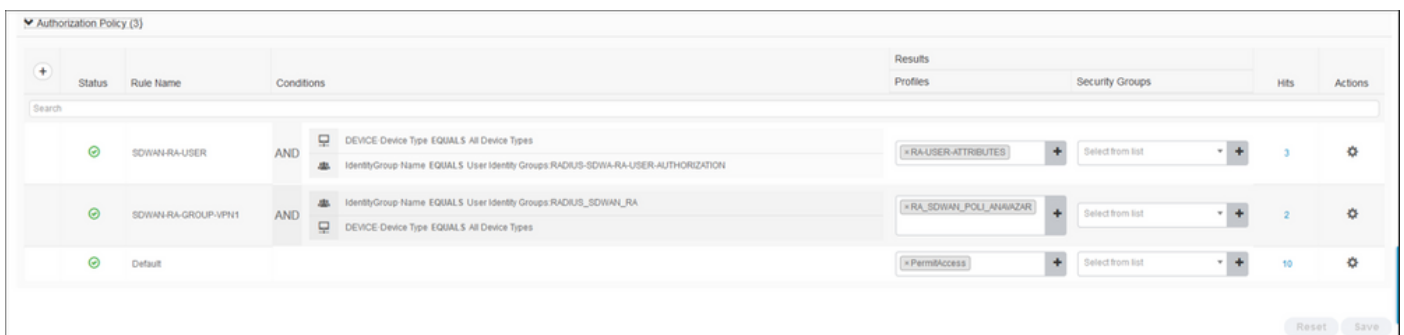 Authorization Policy (3)
Results
+ Status Rule Name Conditions Profiles Security Groups Hits Actions
Search
SDWAN-RA-USER AND DEVICE·Device Type EQUALS All Device Types
IdentityGroup·Name EQUALS User Identity Groups:RADIUS-SDWA-RA-USER-AUTHORIZATION
× RA-USER-ATTRIBUTES + Select from list + 3
SDWAN-RA-GROUP-VPN1 AND IdentityGroup·Name EQUALS User Identity Groups:RADIUS_SDWAN_RA
DEVICE·Device Type EQUALS All Device Types
× RA_SDWAN_POLI_ANAVAZAR + Select from list + 2
Default × PermitAccess + Select from list + 10
Reset Save